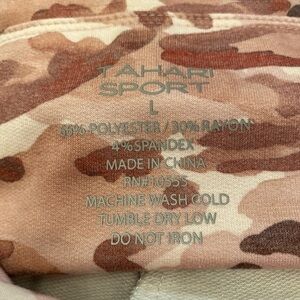 TAHARI
SPORT
L
66% POLYESTER / 30% RAYON
4% SPANDEX
MADE IN CHINA
RN# 10555
MACHINE WASH COLD
TUMBLE DRY LOW
DO NOT IRON